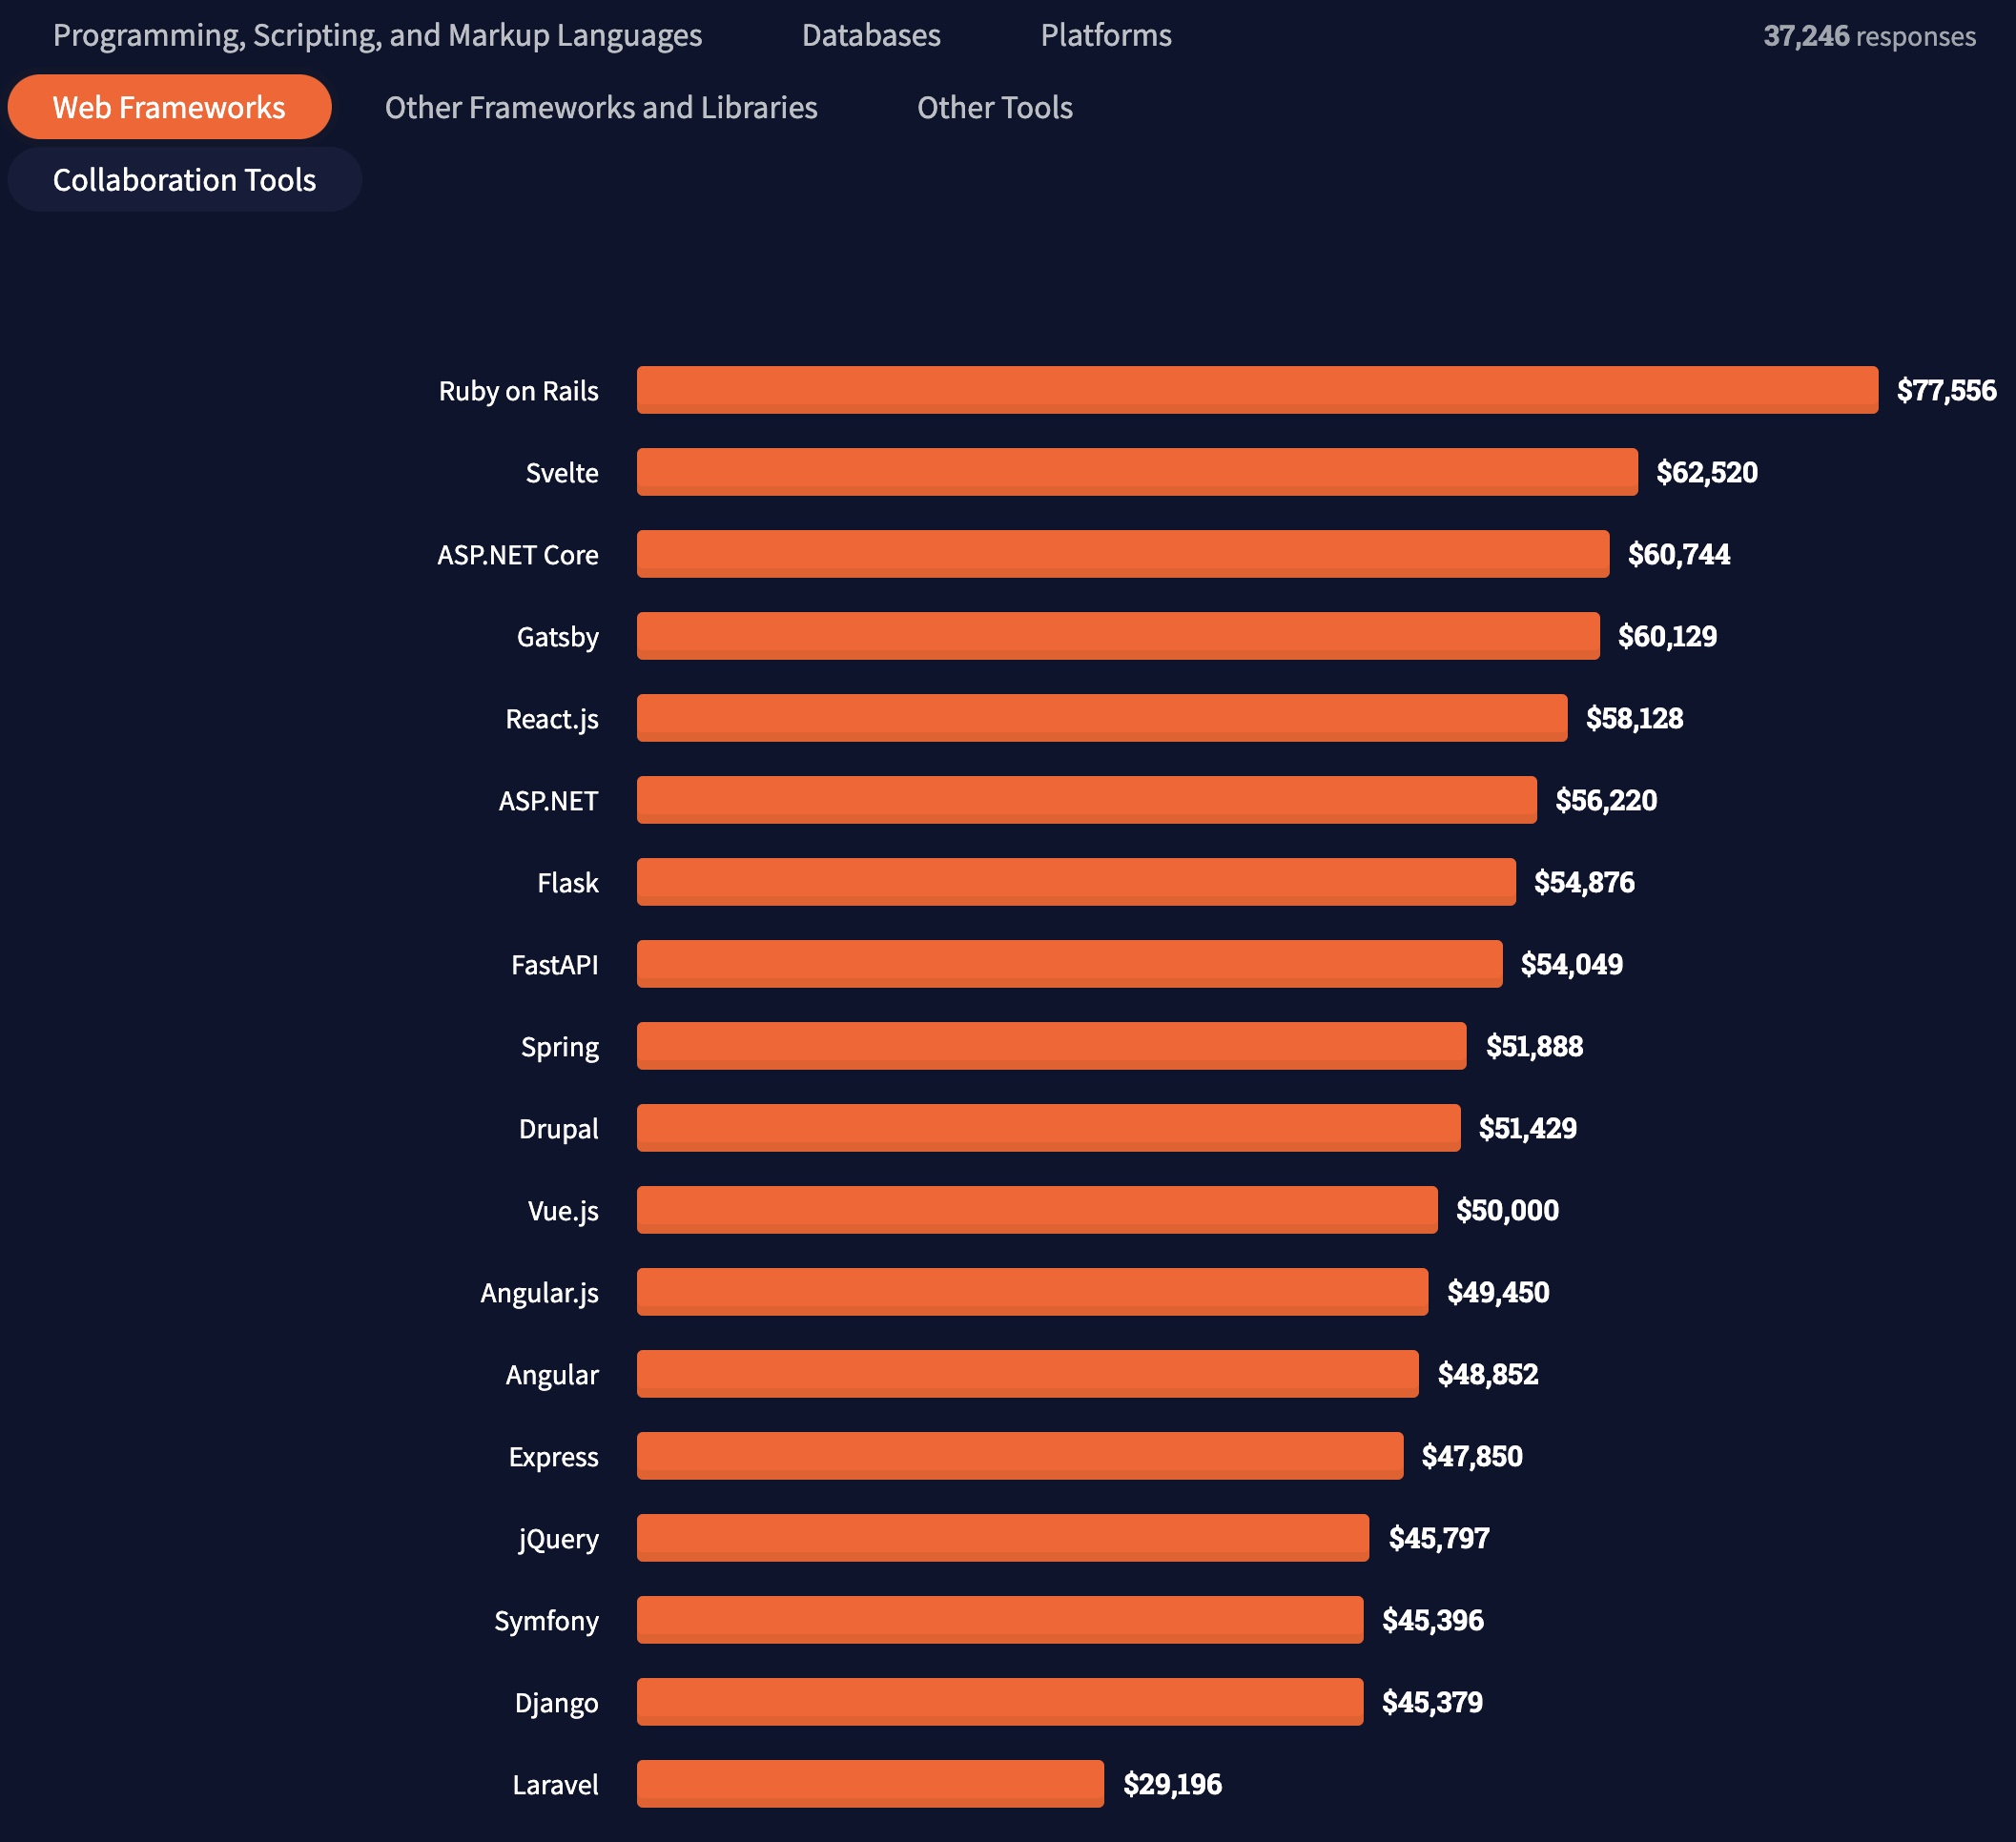 Programming, Scripting, and Markup Languages Databases Platforms 37,246 responses
Web Frameworks Other Frameworks and Libraries Other Tools
Collaboration Tools
Ruby on Rails $77,556
Svelte $62,520
ASP.NET Core $60,744
Gatsby $60,129
React.js $58,128
ASP.NET $56,220
Flask $54,876
FastAPI $54,049
Spring $51,888
Drupal $51,429
Vue.js $50,000
Angular.js $49,450
Angular $48,852
Express $47,850
jQuery $45,797
Symfony $45,396
Django $45,379
Laravel $29,196